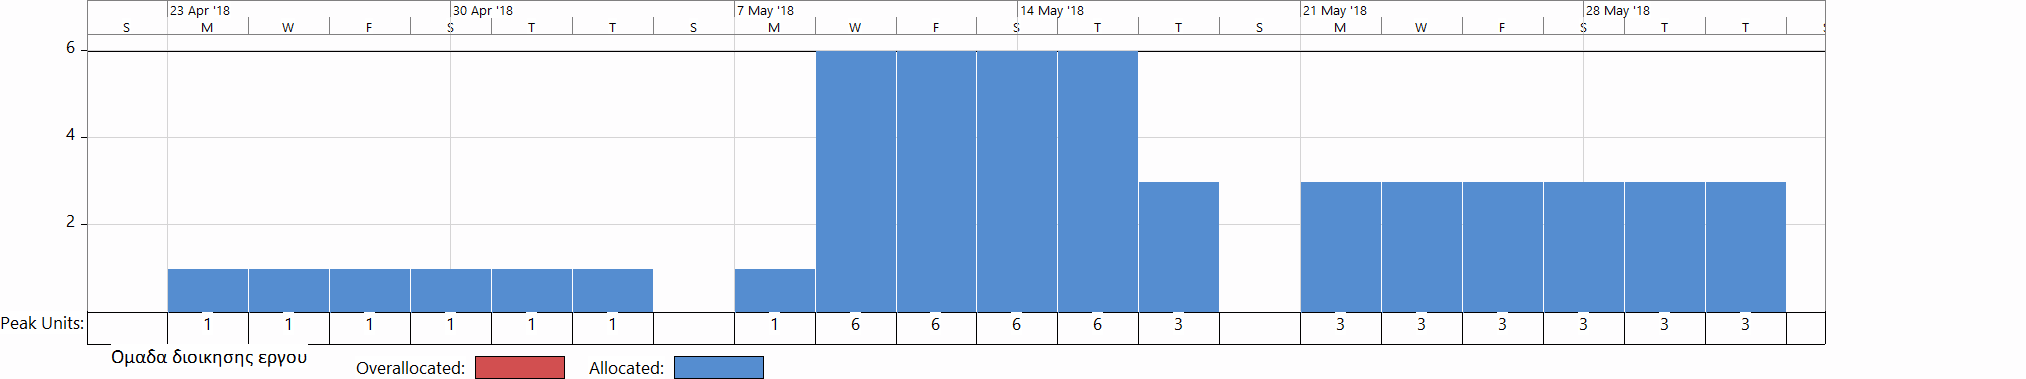 23 Apr '18 30 Apr '18 7 May '18 14 May '18 21 May '18 28 May '18
S M W F S T T S M W F S T T S M W F S T T
6
4
2
Peak Units: 1 1 1 1 1 1 1 6 6 6 6 3 3 3 3 3 3 3
Ομαδα διοικησης εργου
Overallocated: Allocated: